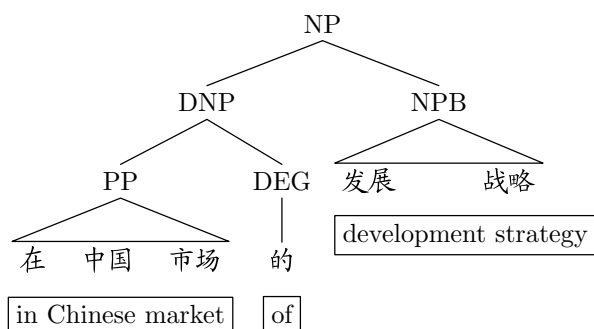 NP
DNP NPB
PP DEG 发展 战略
在 中国 市场 的 development strategy
in Chinese market of